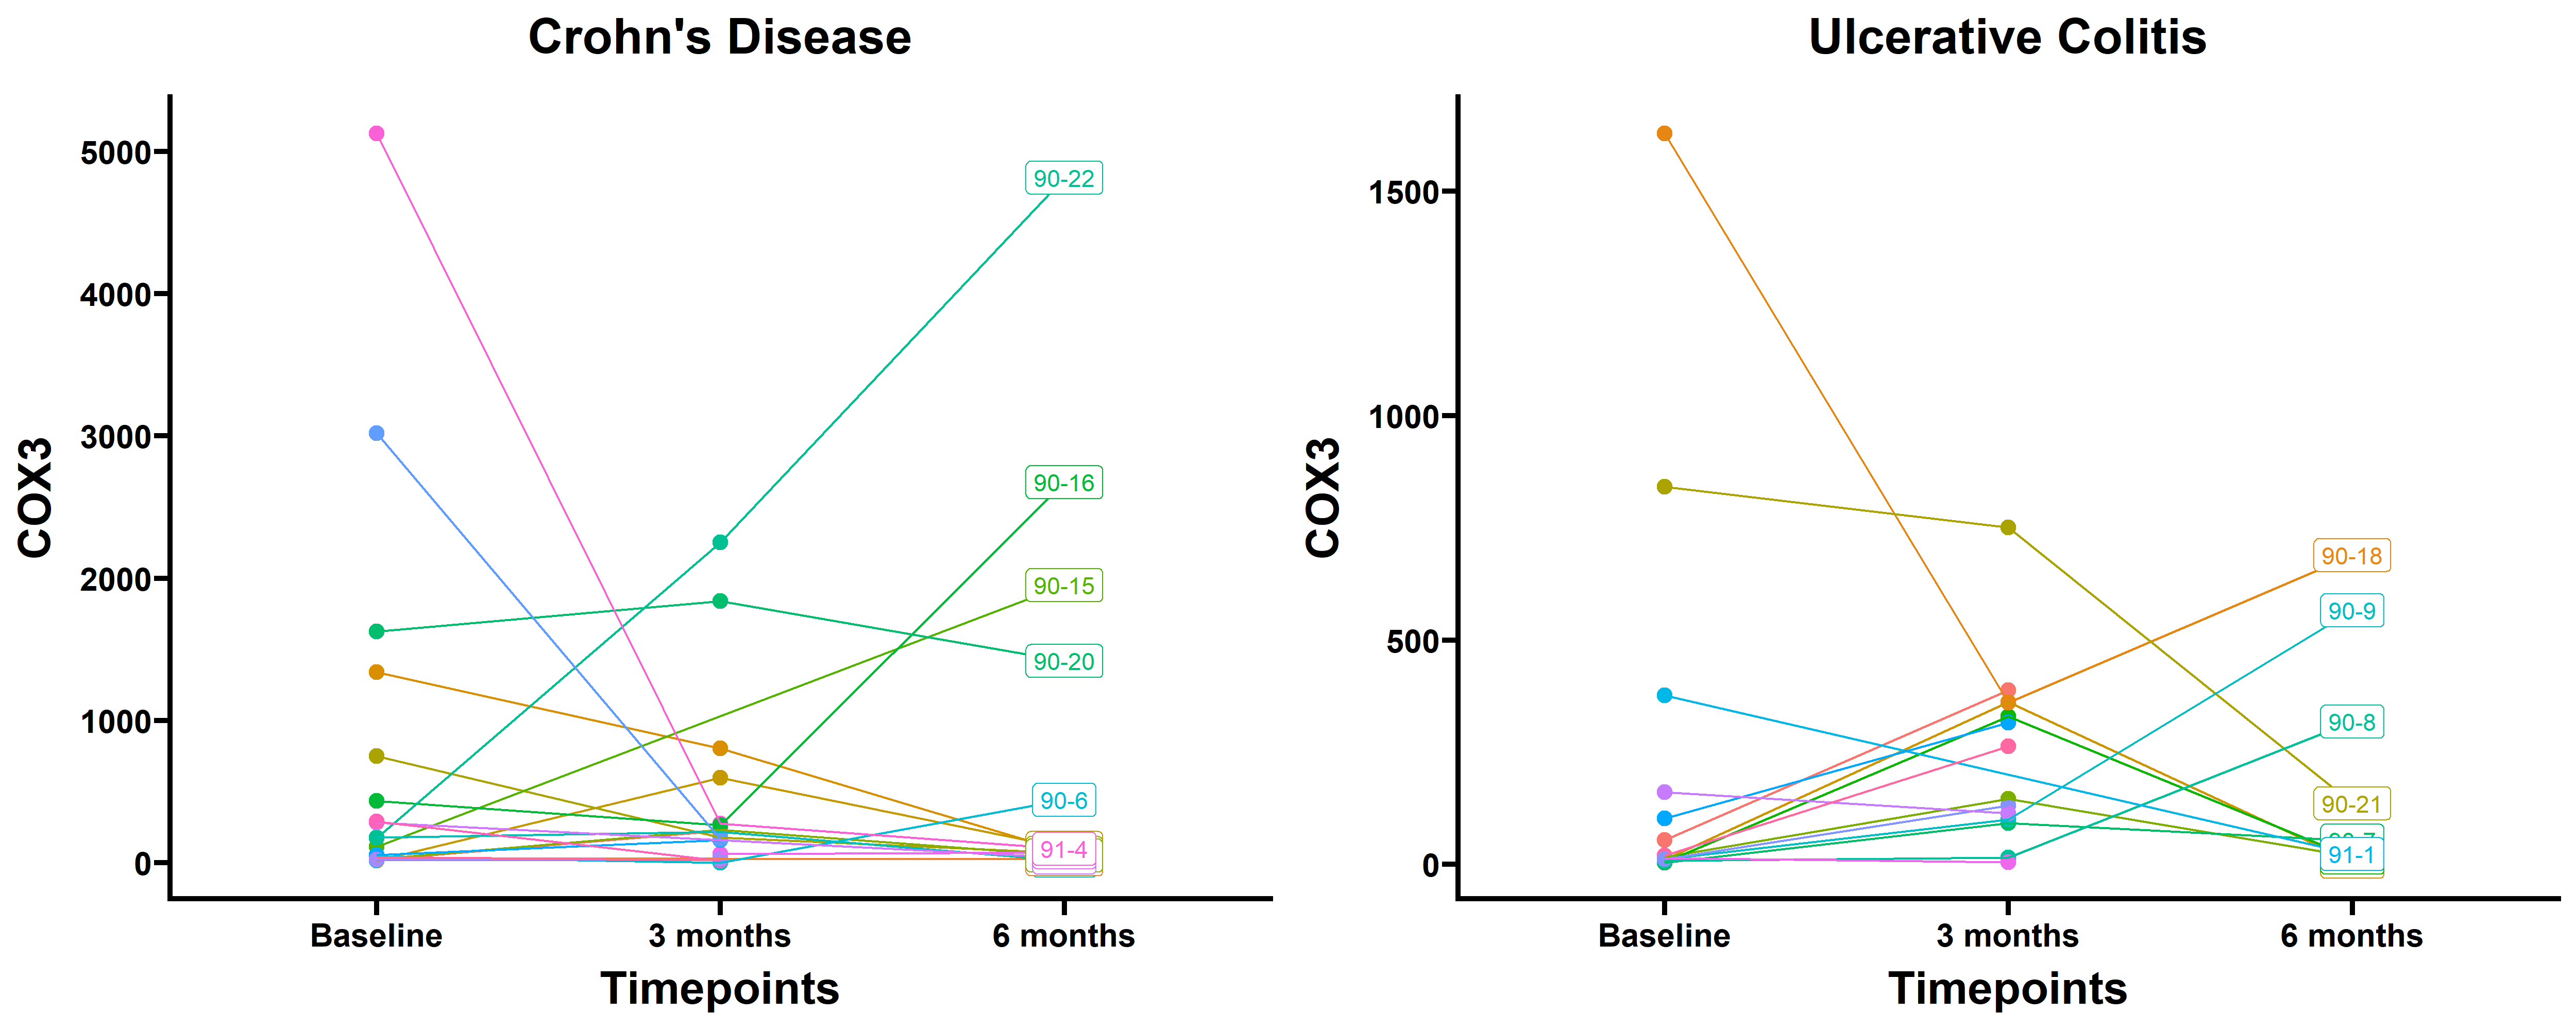 Crohn's Disease
COX3
5000
4000
3000
2000
1000
0
90-22
90-16
90-15
90-20
90-6
91-4
Baseline
3 months
6 months
Timepoints
Ulcerative Colitis
COX3
1500
1000
500
0
90-18
90-9
90-8
90-21
90-7
91-1
Baseline
3 months
6 months
Timepoints